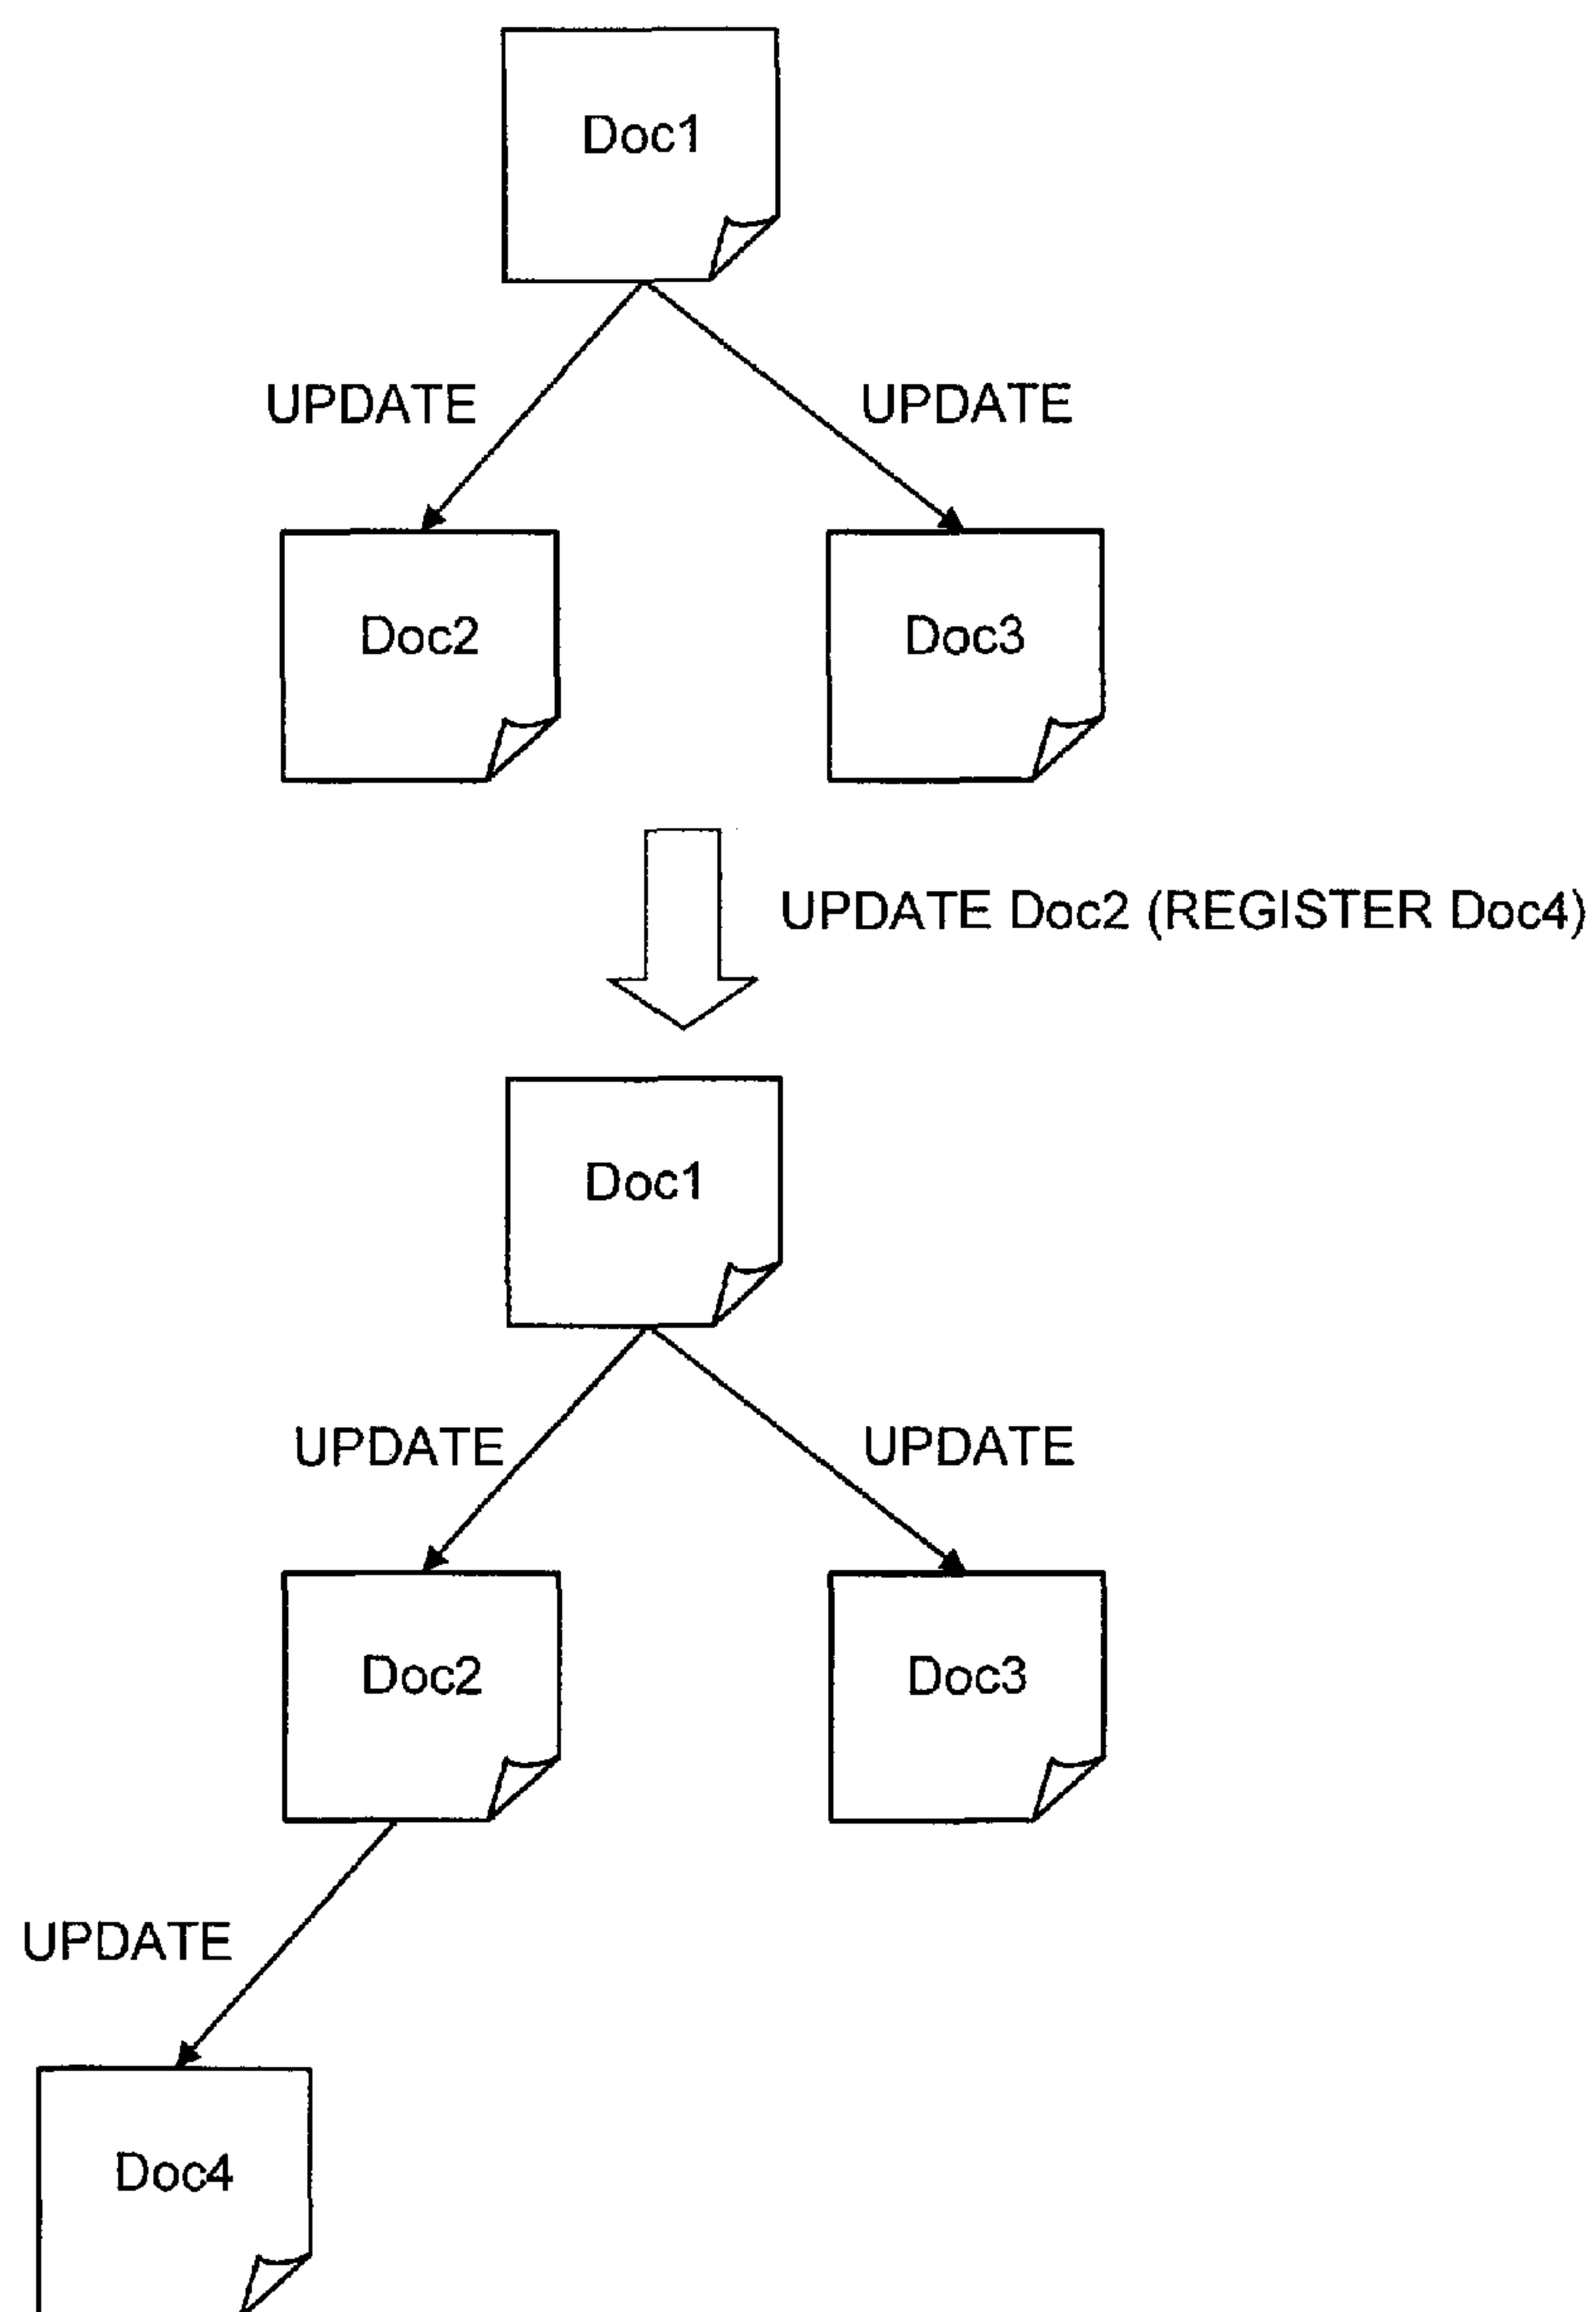 Doc1
UPDATE
UPDATE
Doc2
Doc3
UPDATE Doc2 (REGISTER Doc4)
Doc1
UPDATE
UPDATE
Doc2
Doc3
UPDATE
Doc4